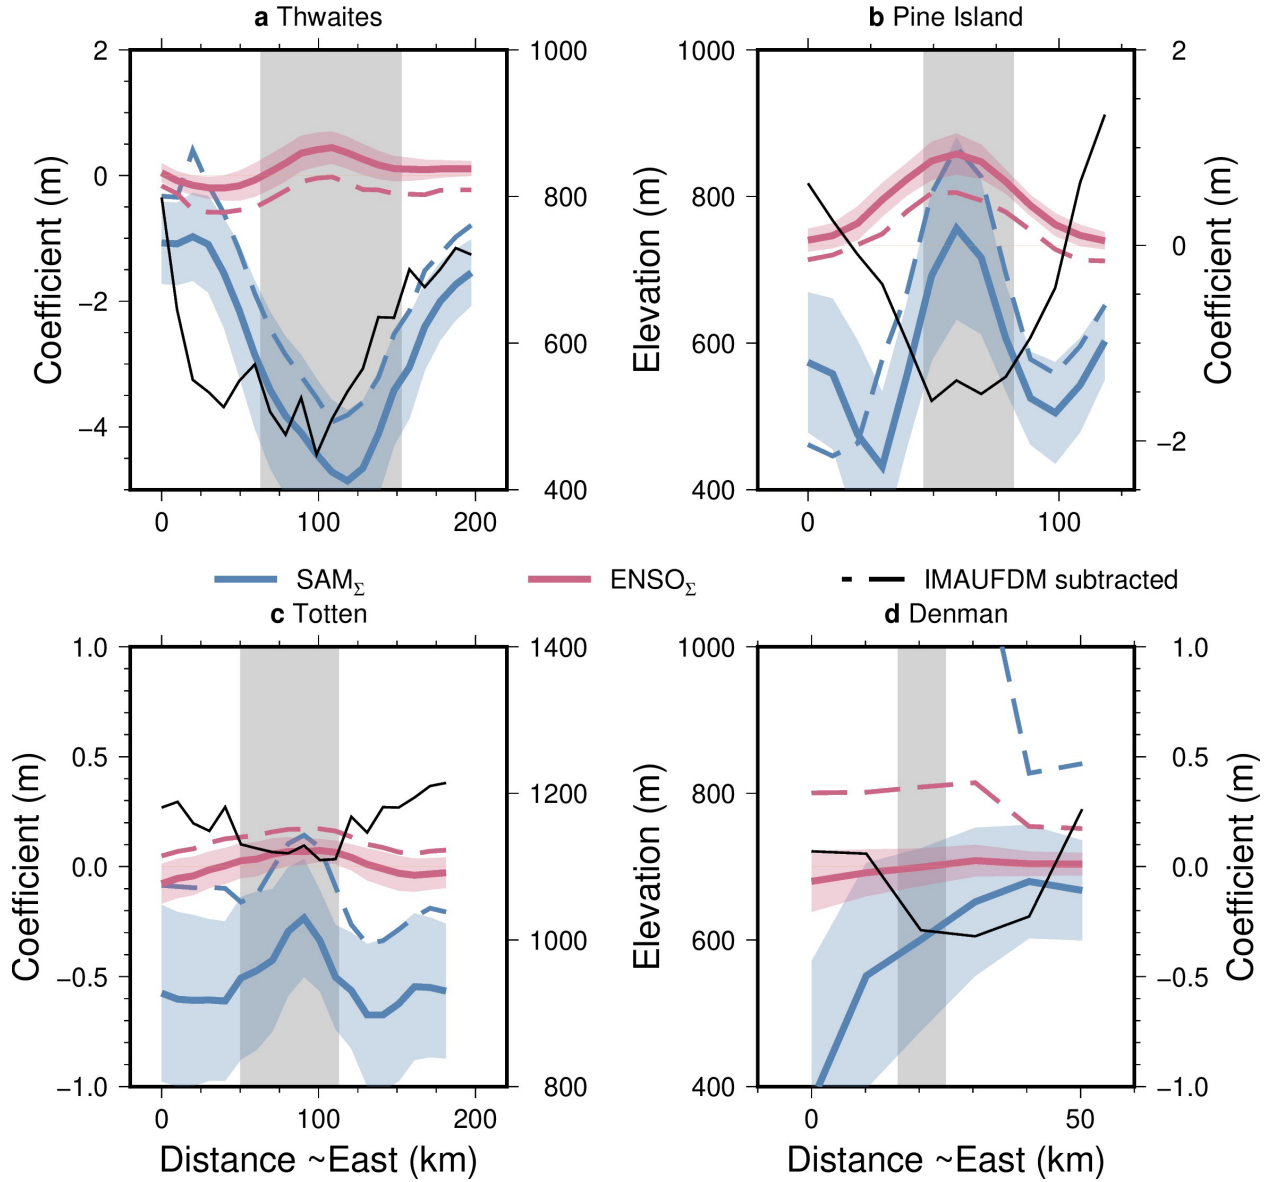 a Thwaites
b Pine Island
2
0
−2
−4
Coefficient (m)
1000
800
600
400
0
100
200
1000
800
600
400
Elevation (m)
2
0
−2
Coefficient (m)
0
100
SAMΣ
ENSOΣ
IMAUFDM subtracted
c Totten
d Denman
1.0
0.5
0.0
−0.5
−1.0
Coefficient (m)
1400
1200
1000
800
0
100
200
Distance ~East (km)
1000
800
600
400
Elevation (m)
1.0
0.5
0.0
−0.5
−1.0
Coefficient (m)
0
50
Distance ~East (km)